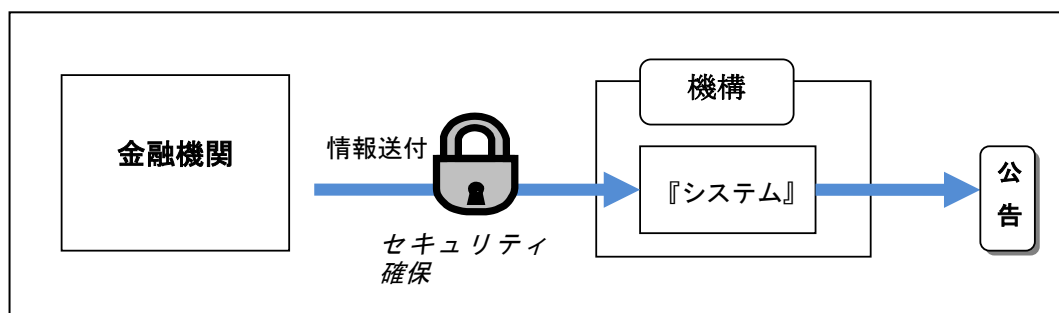 金融機関
情報送付
セキュリティ
確保
機構
『システム』
公
告